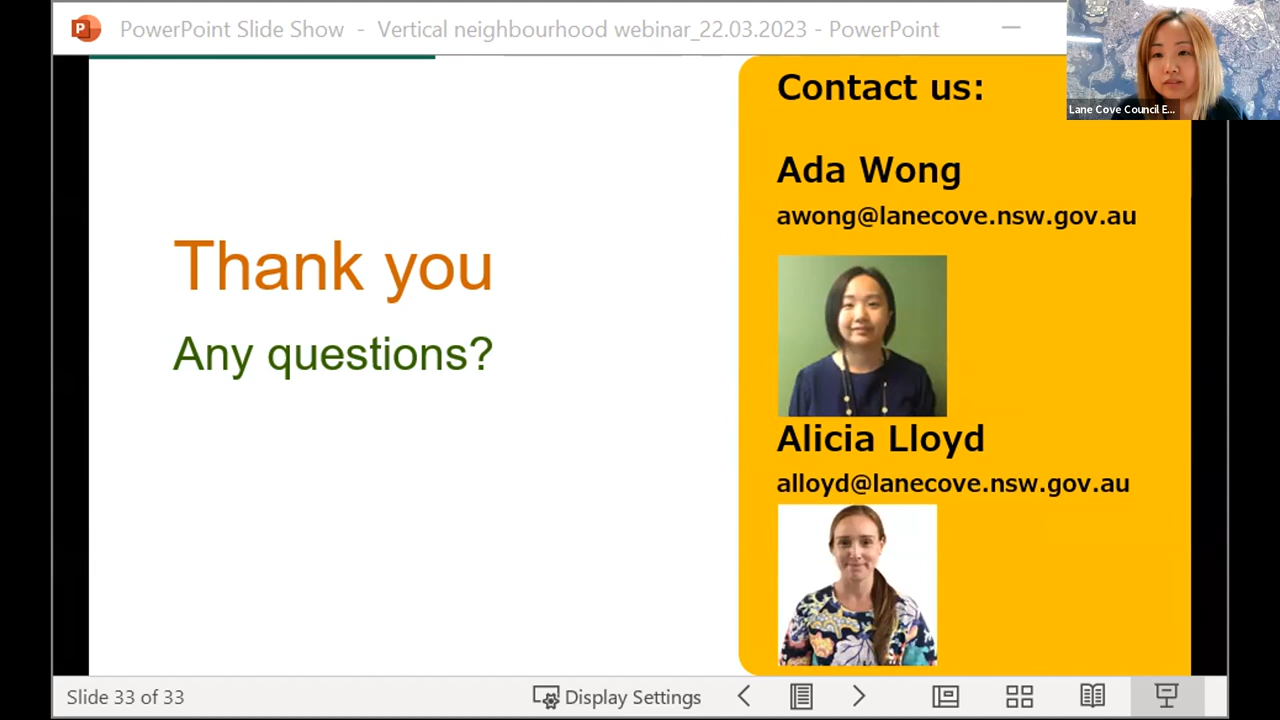 PowerPoint Slide Show - Vertical neighbourhood webinar_22.03.2023 - PowerPoint
Lane Cove Council E...
Contact us:
Ada Wong
awong@lanecove.nsw.gov.au
Thank you
Any questions?
Alicia Lloyd
alloyd@lanecove.nsw.gov.au
Slide 33 of 33
Display Settings